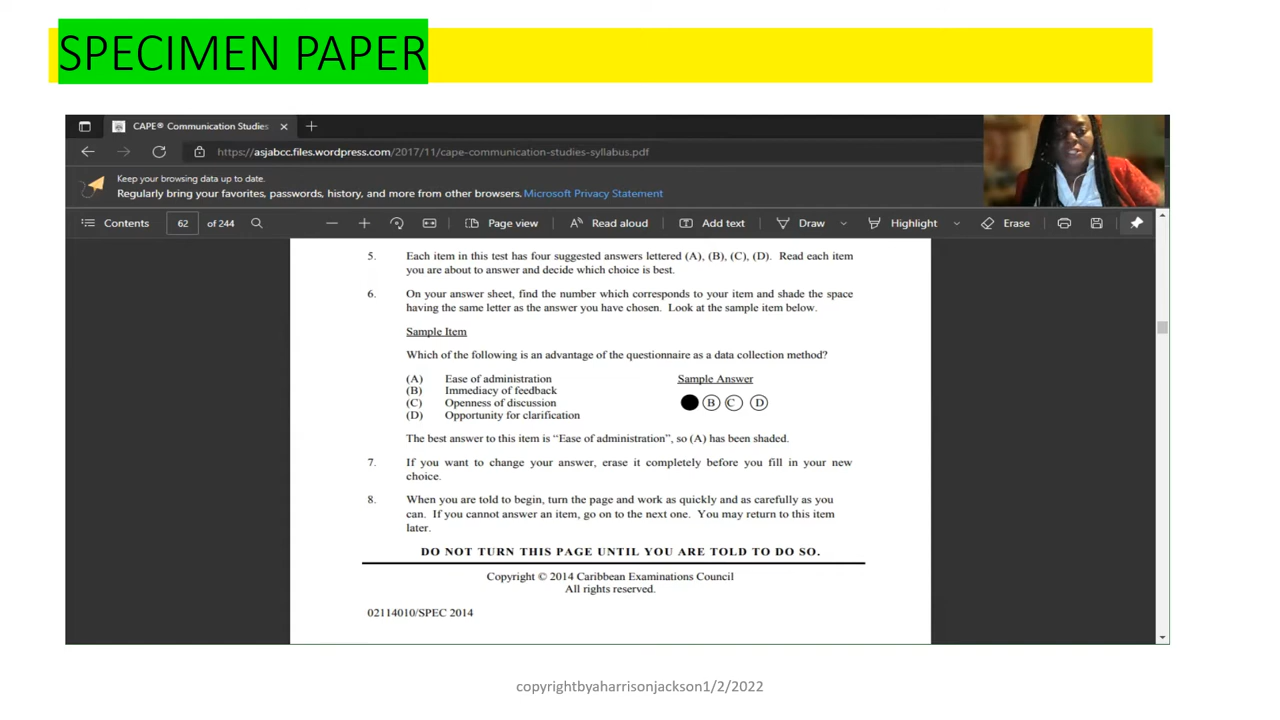 SPECIMEN PAPER
CAPE® Communication Studies
https://asjabcc.files.wordpress.com/2017/11/cape-communication-studies-syllabus.pdf
Keep your browsing data up to date.
Regularly bring your favorites, passwords, history, and more from other browsers. Microsoft Privacy Statement
Contents 62 of 244 Page view Read aloud Add text Draw Highlight Erase
5. Each item in this test has four suggested answers lettered (A), (B), (C), (D). Read each item
you are about to answer and decide which choice is best.
6. On your answer sheet, find the number which corresponds to your item and shade the space
having the same letter as the answer you have chosen. Look at the sample item below.
Sample Item
Which of the following is an advantage of the questionnaire as a data collection method?
(A) Ease of administration Sample Answer
(B) Immediacy of feedback
(C) Openness of discussion B C D
(D) Opportunity for clarification
The best answer to this item is “Ease of administration”, so (A) has been shaded.
7. If you want to change your answer, erase it completely before you fill in your new
choice.
8. When you are told to begin, turn the page and work as quickly and as carefully as you
can. If you cannot answer an item, go on to the next one. You may return to this item
later.
DO NOT TURN THIS PAGE UNTIL YOU ARE TOLD TO DO SO.
Copyright © 2014 Caribbean Examinations Council
All rights reserved.
02114010/SPEC 2014
copyrightbyaharrisonjackson1/2/2022